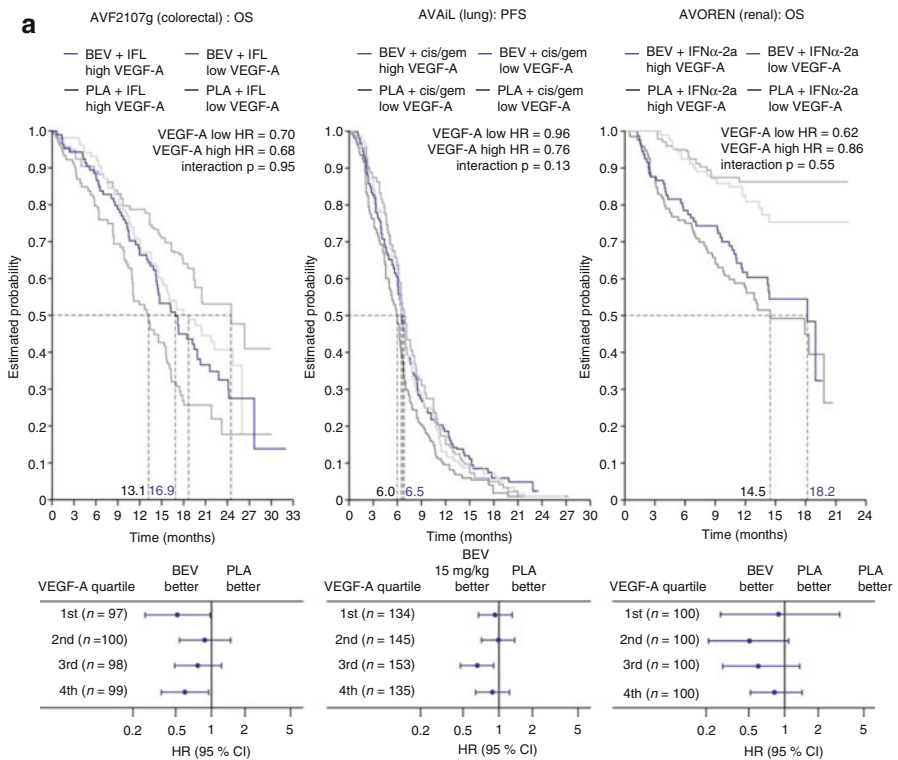 a
AVF2107g (colorectal) : OS
BEV + IFL high VEGF-A
BEV + IFL low VEGF-A
PLA + IFL high VEGF-A
PLA + IFL low VEGF-A
VEGF-A low HR = 0.70
VEGF-A high HR = 0.68
interaction p = 0.95
Estimated probability
1.0
0.9
0.8
0.7
0.6
0.5
0.4
0.3
0.2
0.1
0
13.1 16.9
0 3 6 9 12 15 18 21 24 27 30 33
Time (months)
AVAiL (lung): PFS
BEV + cis/gem high VEGF-A
BEV + cis/gem low VEGF-A
PLA + cis/gem low VEGF-A
PLA + cis/gem low VEGF-A
VEGF-A low HR = 0.96
VEGF-A high HR = 0.76
interaction p = 0.13
Estimated probability
1.0
0.9
0.8
0.7
0.6
0.5
0.4
0.3
0.2
0.1
0
6.0 6.5
0 3 6 9 12 15 18 21 24 27 30
Time (months)
AVOREN (renal): OS
BEV + IFNα-2a high VEGF-A
BEV + IFNα-2a low VEGF-A
PLA + IFNα-2a high VEGF-A
PLA + IFNα-2a low VEGF-A
VEGF-A low HR = 0.62
VEGF-A high HR = 0.86
interaction p = 0.55
Estimated probability
1.0
0.9
0.8
0.7
0.6
0.5
0.4
0.3
0.2
0.1
0
14.5 18.2
0 3 6 9 12 15 18 21 24
Time (months)
VEGF-A quartile
BEV better
PLA better
1st (n = 97)
2nd (n =100)
3rd (n = 98)
4th (n = 99)
0.2 0.5 1 2 5
HR (95 % CI)
VEGF-A quartile
BEV 15 mg/kg better
PLA better
1st (n = 134)
2nd (n = 145)
3rd (n = 153)
4th (n = 135)
0.2 0.5 1 2 5
HR (95 % CI)
VEGF-A quartile
BEV better
PLA better
PLA better
1st (n = 100)
2nd (n = 100)
3rd (n = 100)
4th (n = 100)
0.2 0.5 1 2 5
HR (95 % CI)